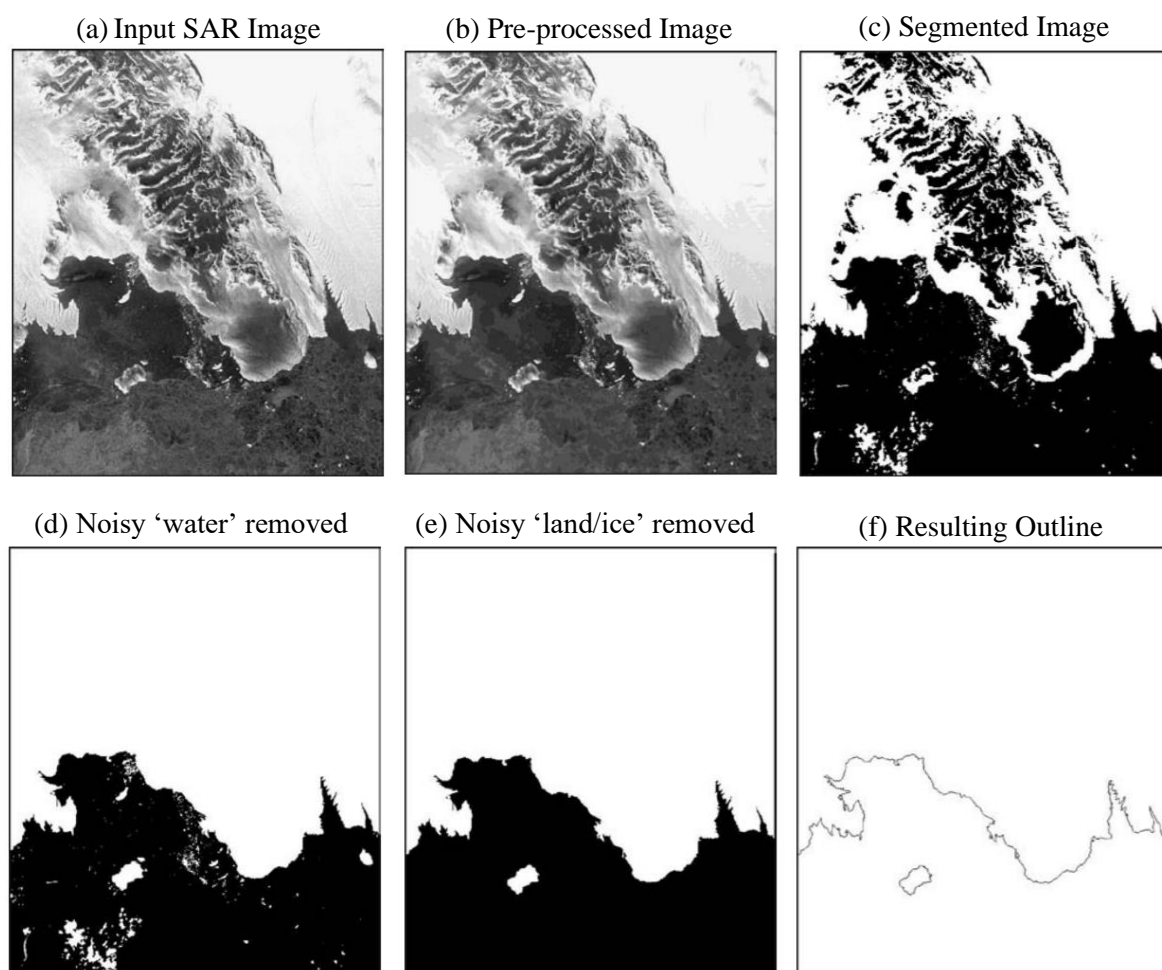 (a) Input SAR Image
(b) Pre-processed Image
(c) Segmented Image
(d) Noisy ‘water’ removed
(e) Noisy ‘land/ice’ removed
(f) Resulting Outline